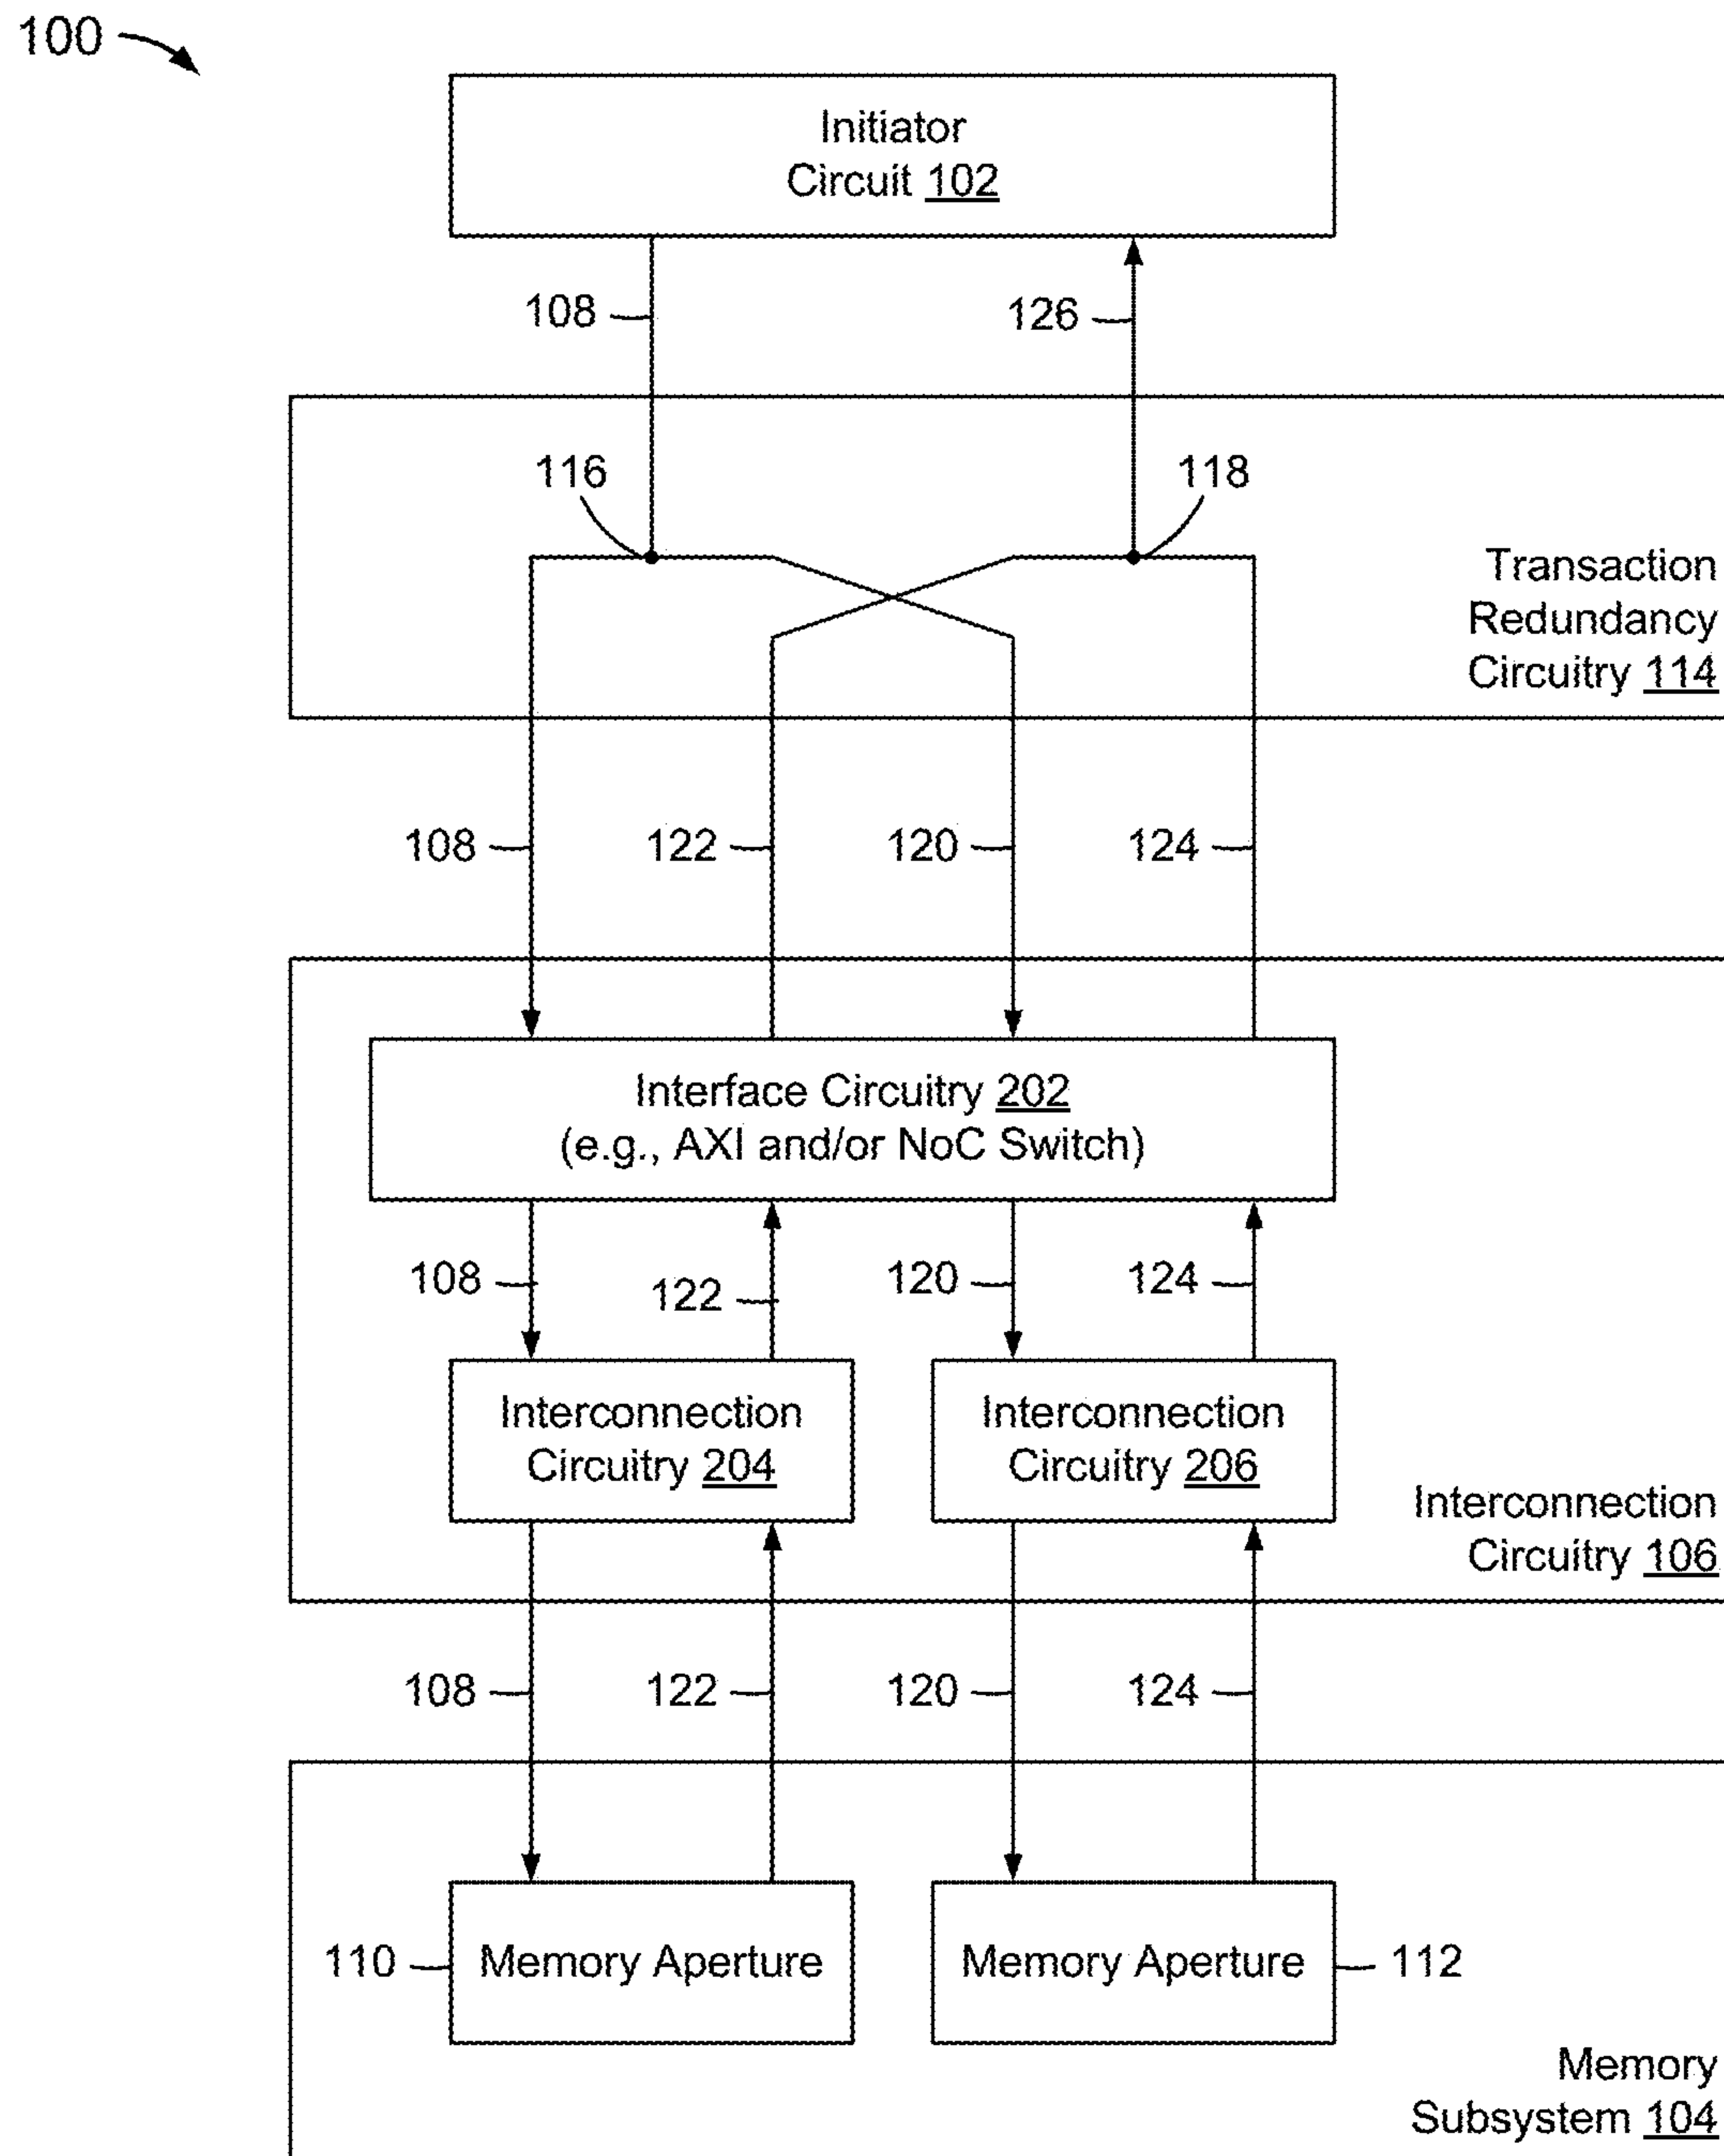 100
Initiator
Circuit 102
108
126
116
118
Transaction
Redundancy
Circuitry 114
108
122
120
124
Interface Circuitry 202
(e.g., AXI and/or NoC Switch)
108
122
120
124
Interconnection
Circuitry 204
Interconnection
Circuitry 206
Interconnection
Circuitry 106
108
122
120
124
110
Memory Aperture
Memory Aperture
112
Memory
Subsystem 104